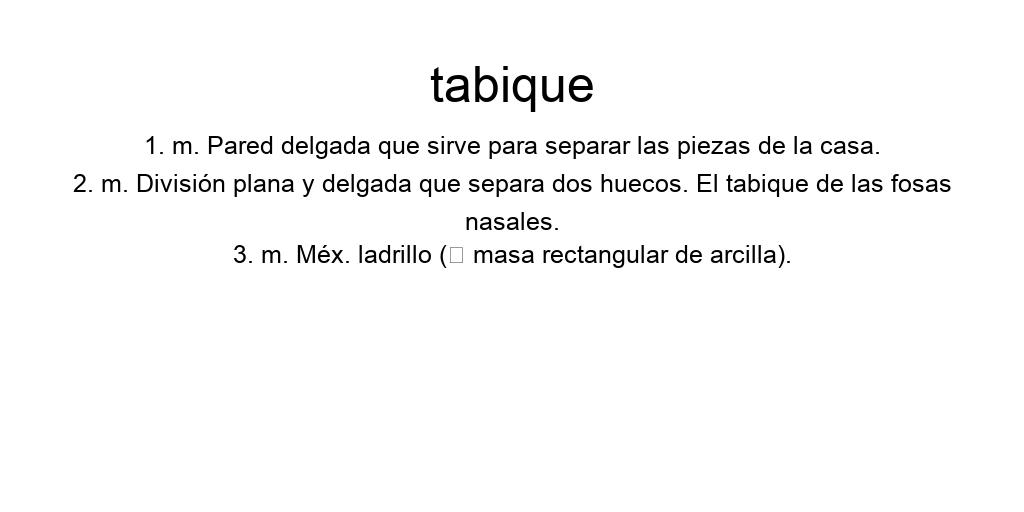 tabique
1. m. Pared delgada que sirve para separar las piezas de la casa.
2. m. División plana y delgada que separa dos huecos. El tabique de las fosas
nasales.
3. m. Méx. ladrillo (▯ masa rectangular de arcilla).